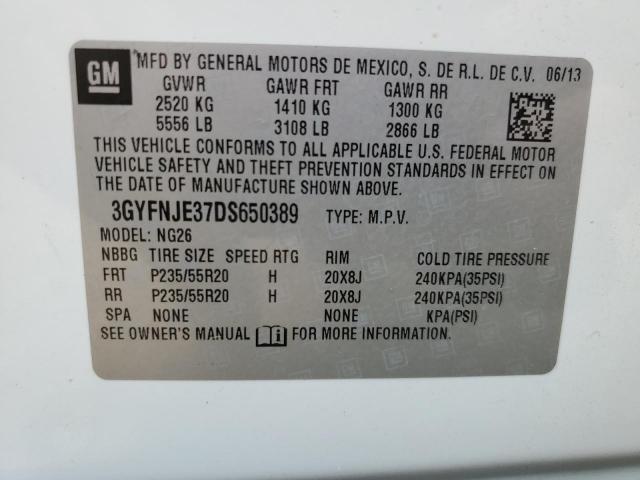 GM
MFD BY GENERAL MOTORS DE MEXICO, S. DE R.L. DE C.V. 06/13
GVWR GAWR FRT GAWR RR
2520 KG 1410 KG 1300 KG
5556 LB 3108 LB 2866 LB
THIS VEHICLE CONFORMS TO ALL APPLICABLE U.S. FEDERAL MOTOR
VEHICLE SAFETY AND THEFT PREVENTION STANDARDS IN EFFECT ON
THE DATE OF MANUFACTURE SHOWN ABOVE.
3GYFNJE37DS650389 TYPE: M.P.V.
MODEL: NG26
NBBG TIRE SIZE SPEED RTG RIM COLD TIRE PRESSURE
FRT P235/55R20 H 20X8J 240KPA(35PSI)
RR P235/55R20 H 20X8J 240KPA(35PSI)
SPA NONE NONE KPA(PSI)
SEE OWNER'S MANUAL FOR MORE INFORMATION.